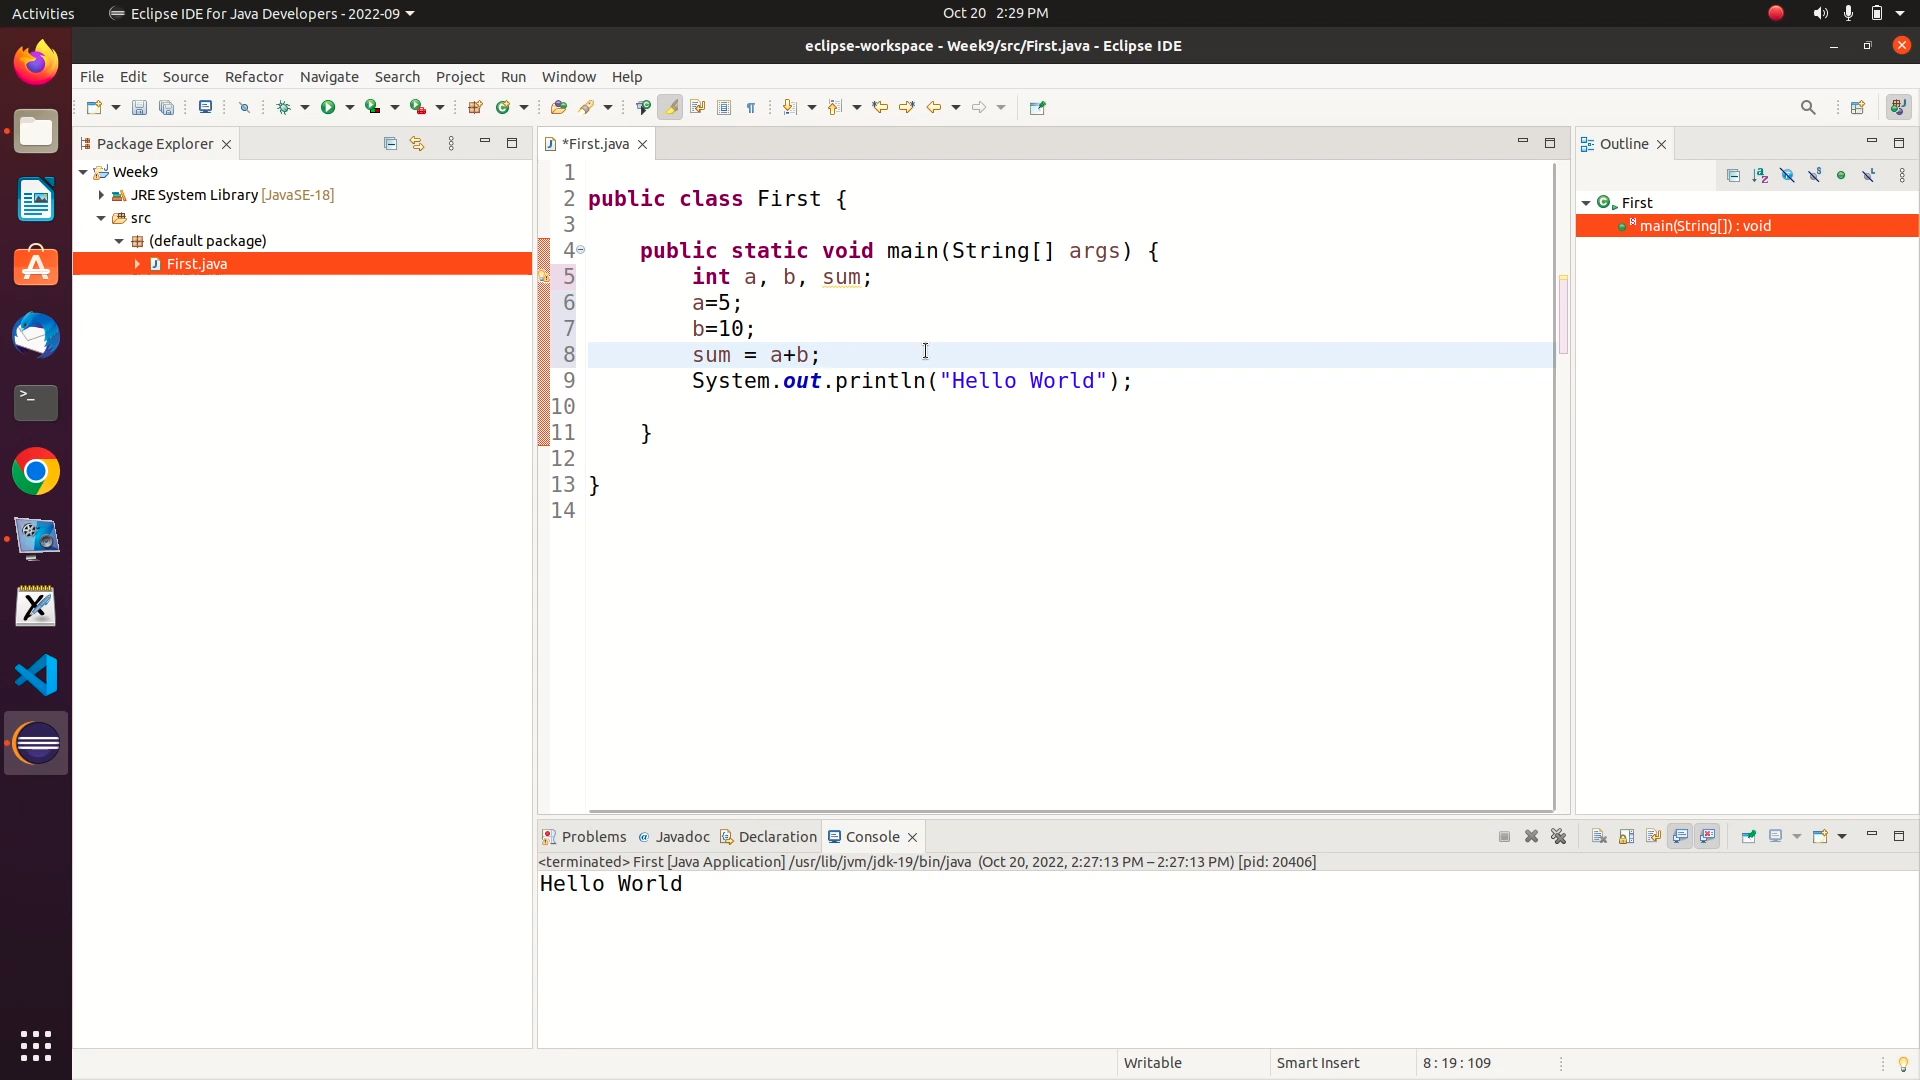 Activities Eclipse IDE for Java Developers - 2022-09 Oct 20 2:29 PM
eclipse-workspace - Week9/src/First.java - Eclipse IDE
File Edit Source Refactor Navigate Search Project Run Window Help
Package Explorer
Week9
JRE System Library [JavaSE-18]
src
(default package)
First.java
*First.java
1
2 public class First {
3
4 public static void main(String[] args) {
5 int a, b, sum;
6 a=5;
7 b=10;
8 sum = a+b;
9 System.out.println("Hello World");
10
11 }
12
13 }
14
Outline
First
main(String[]) : void
Problems Javadoc Declaration Console
<terminated> First [Java Application] /usr/lib/jvm/jdk-19/bin/java (Oct 20, 2022, 2:27:13 PM – 2:27:13 PM) [pid: 20406]
Hello World
Writable Smart Insert 8 : 19 : 109